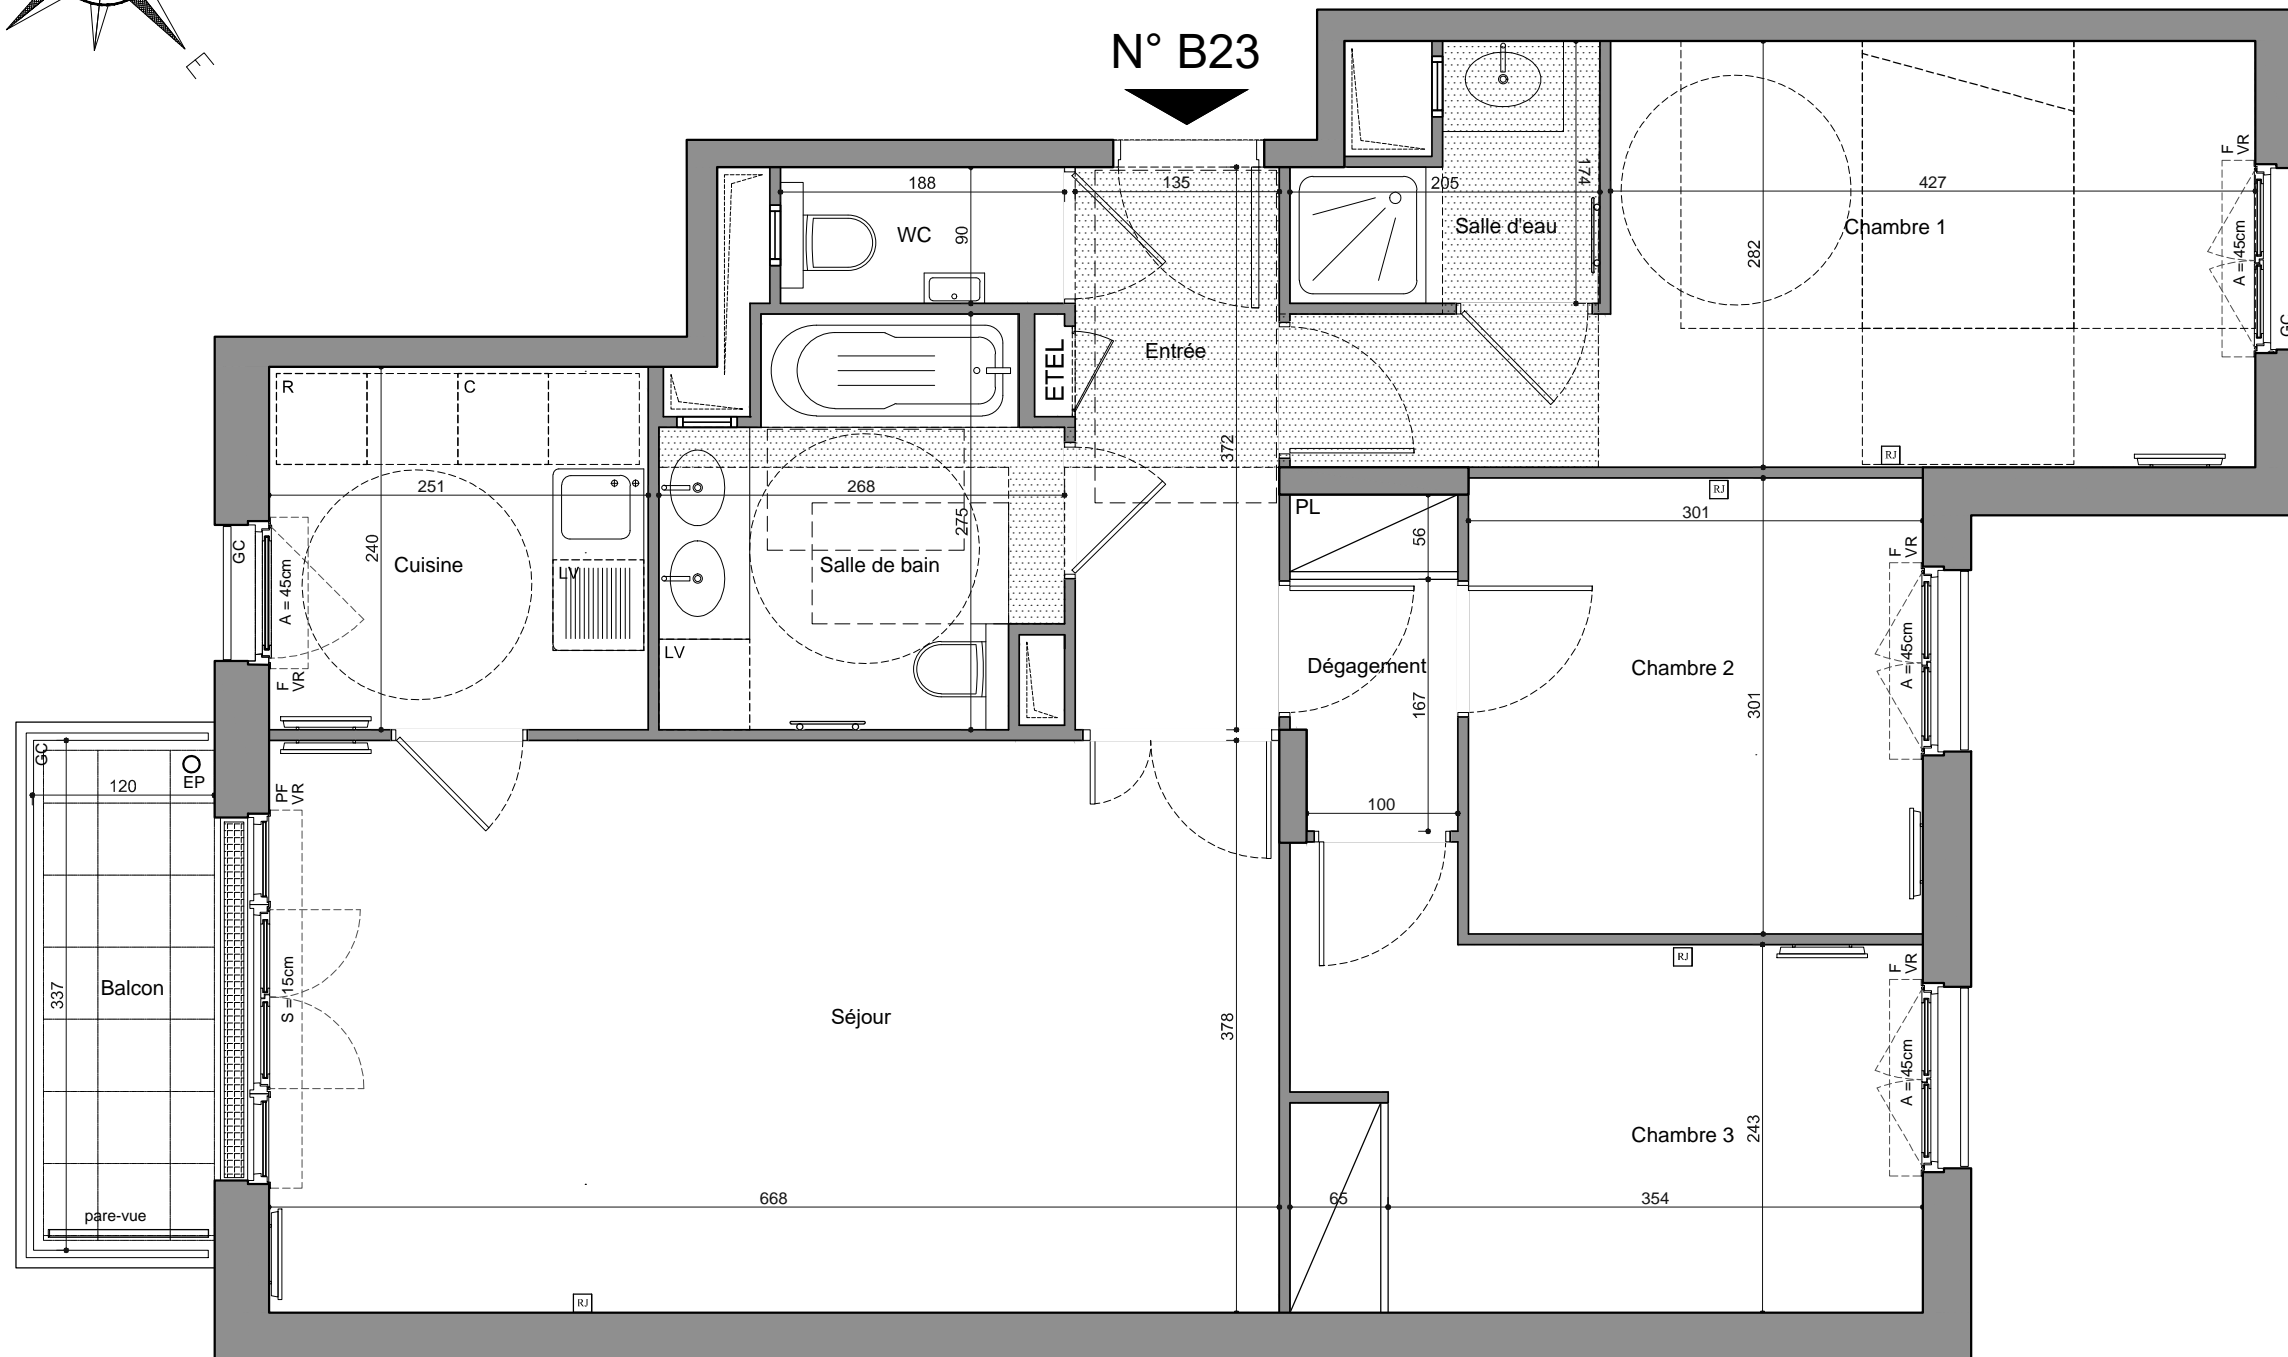 E
N° B23
188
135
205
174
427
F
VR
WC
90
Salle d'eau
Chambre 1
282
A = 45cm
GC
ETEL
Entrée
R
C
372
RJ
251
268
275
PL
RJ
301
56
GC
240
Cuisine
A = 45cm
LV
Salle de bain
F
VR
LV
Dégagement
167
Chambre 2
301
F
VR
A = 45cm
GC
120
EP
PF
VR
100
337
Balcon
S = 15cm
Séjour
378
RJ
F
VR
A = 45cm
Chambre 3
243
pare-vue
668
65
354
RJ